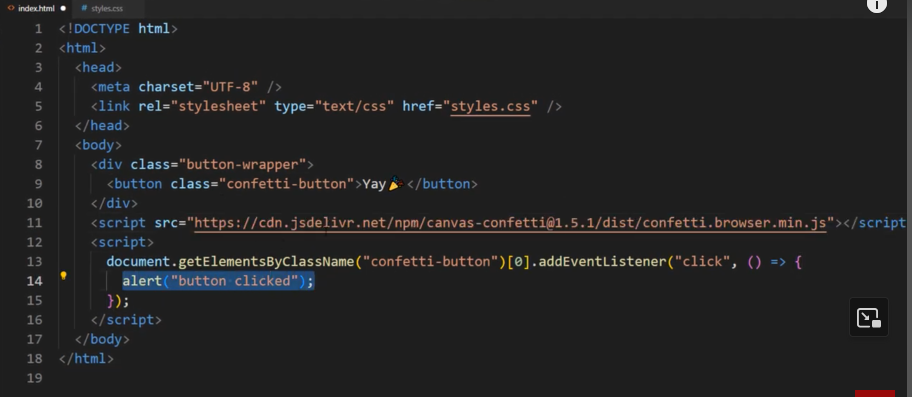 index.html styles.css
1 <!DOCTYPE html>
2 <html>
3 <head>
4 <meta charset="UTF-8" />
5 <link rel="stylesheet" type="text/css" href="styles.css" />
6 </head>
7 <body>
8 <div class="button-wrapper">
9 <button class="confetti-button">Yay🎉</button>
10 </div>
11 <script src="https://cdn.jsdelivr.net/npm/canvas-confetti@1.5.1/dist/confetti.browser.min.js"></script
12 <script>
13 document.getElementsByClassName("confetti-button")[0].addEventListener("click", () => {
14 alert("button clicked");
15 });
16 </script>
17 </body>
18 </html>
19